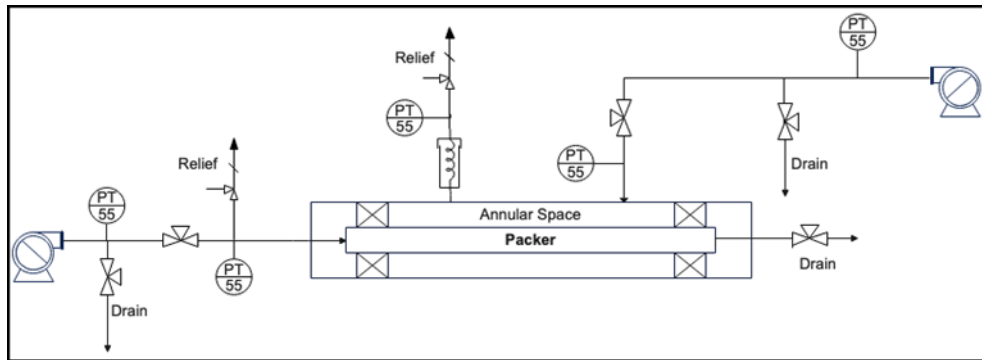 PT
55
Relief
PT
55
PT
55
Drain
Relief
PT
55
Drain
Annular Space
Packer
PT
55
PT
55
Drain